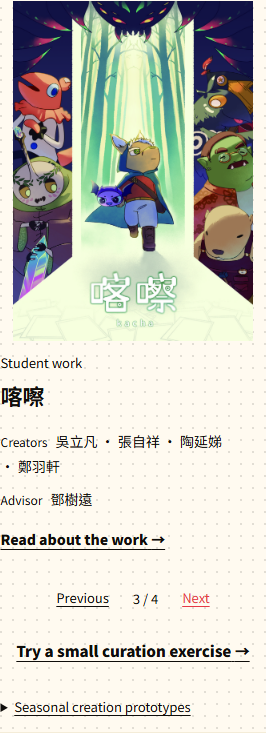 喀嚓
kacha
Student work
喀嚓
Creators 吳立凡 · 張自祥 · 陶延娣
· 鄭羽軒
Advisor 鄧樹遠
Read about the work →
Previous 3 / 4 Next
Try a small curation exercise →
▶ Seasonal creation prototypes